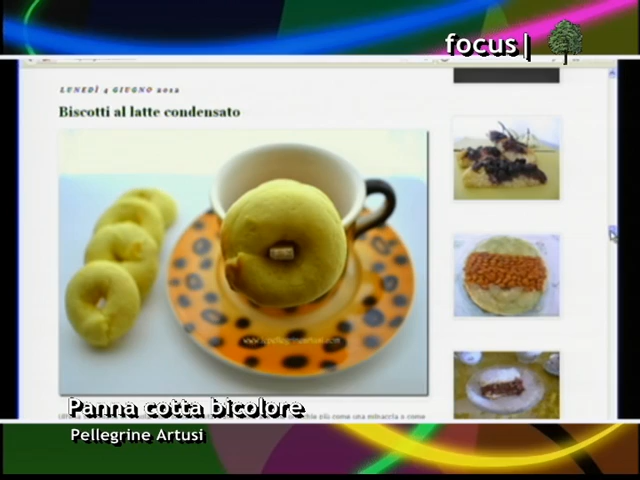 focus|
LUNEDÌ 4 GIUGNO 2012
Biscotti al latte condensato
Panna cotta bicolore
Pellegrine Artusi